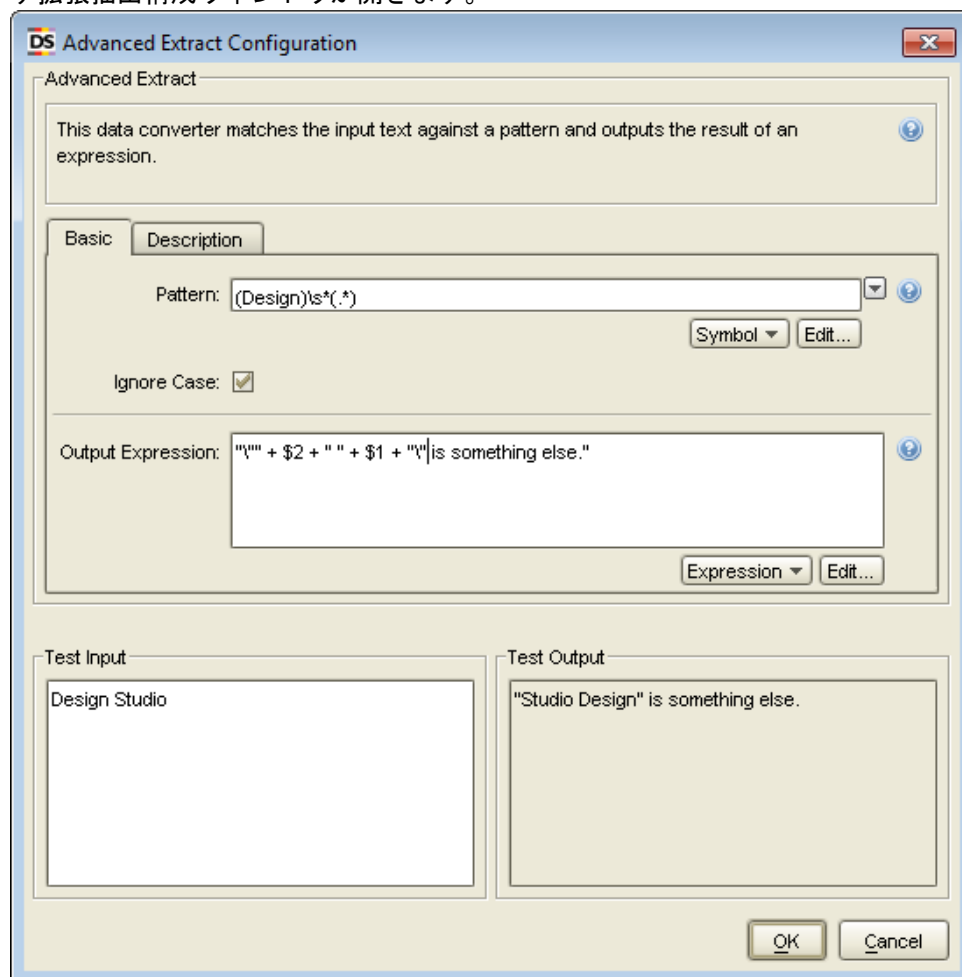 DS Advanced Extract Configuration
Advanced Extract
This data converter matches the input text against a pattern and outputs the result of an
expression.
Basic Description
Pattern: (Design)\s*(.*)
Symbol Edit...
Ignore Case:
Output Expression: "\"" + $2 + " " + $1 + "\" is something else."
Expression Edit...
Test Input Test Output
Design Studio "Studio Design" is something else.
OK Cancel